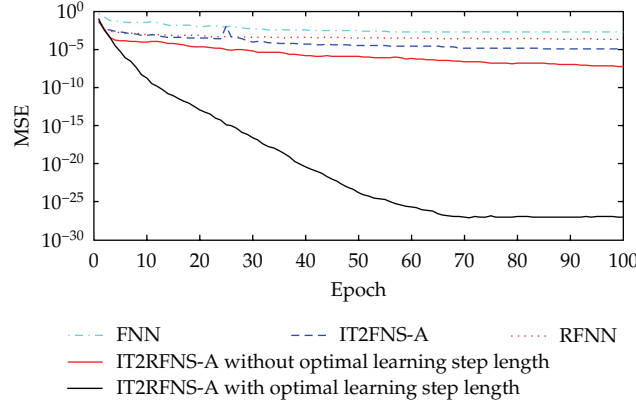 10^0
10^-5
10^-10
10^-15
10^-20
10^-25
10^-30
MSE
0 10 20 30 40 50 60 70 80 90 100
Epoch
FNN IT2FNS-A RFNN
IT2RFNS-A without optimal learning step length
IT2RFNS-A with optimal learning step length